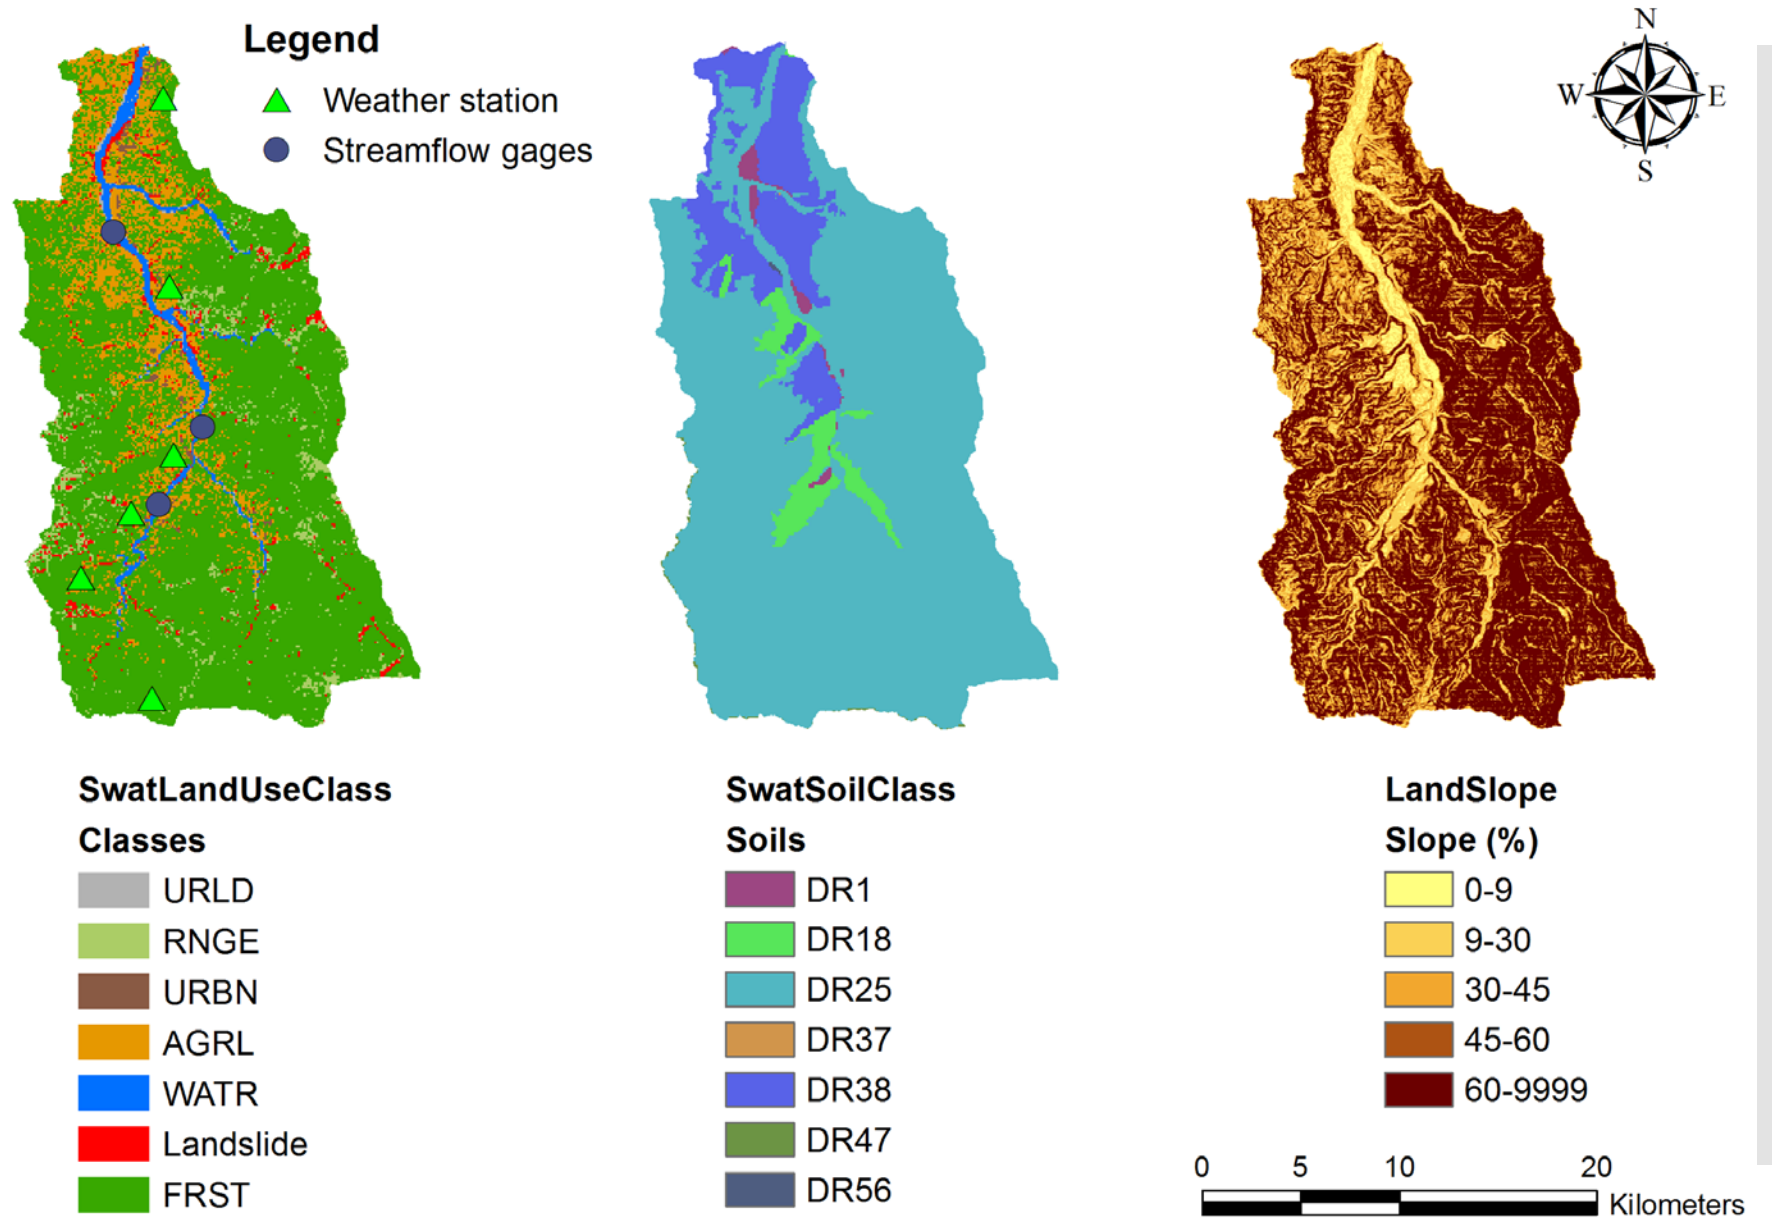 Legend
Weather station
Streamflow gages
N
W
E
S
SwatLandUseClass
Classes
URLD
RNGE
URBN
AGRL
WATR
Landslide
FRST
SwatSoilClass
Soils
DR1
DR18
DR25
DR37
DR38
DR47
DR56
LandSlope
Slope (%)
0-9
9-30
30-45
45-60
60-9999
0 5 10 20
Kilometers